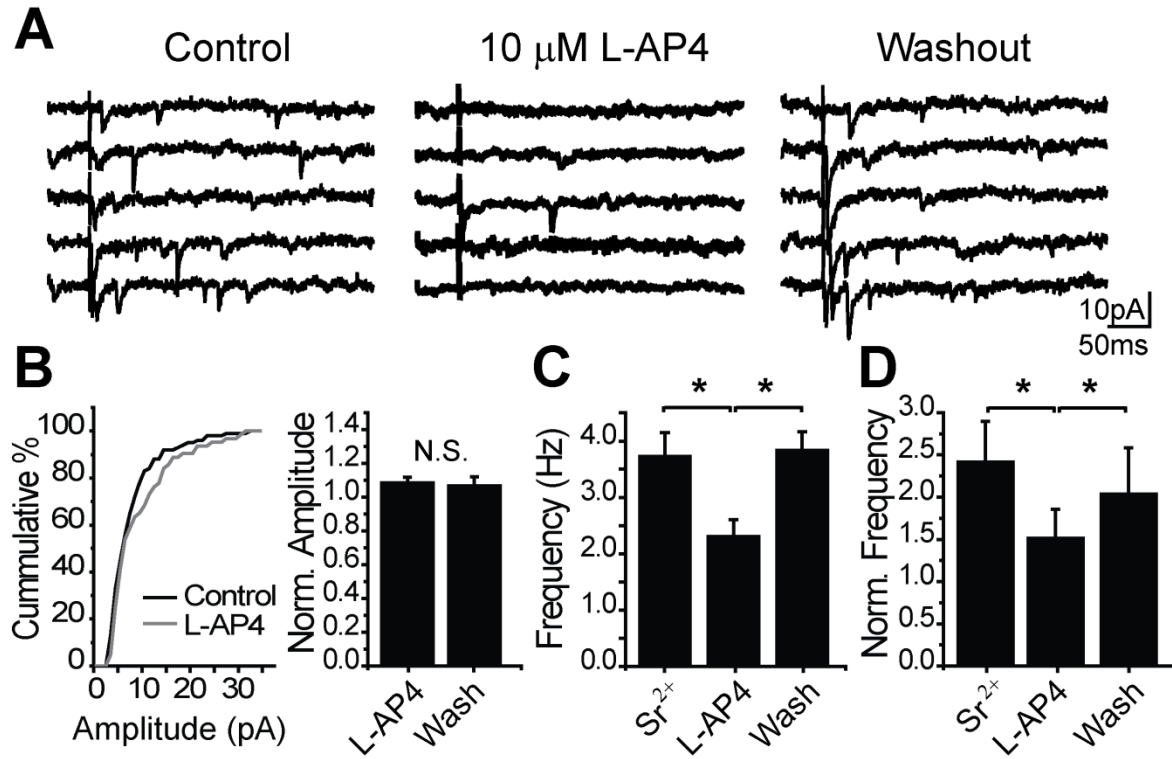 A
Control
10 μM L-AP4
Washout
10pA
50ms
B
Cummulative %
100
80
60
40
20
0
Control
L-AP4
0 10 20 30
Amplitude (pA)
Norm. Amplitude
1.4
1.2
1.0
0.8
0.6
0.4
0.2
0.0
N.S.
L-AP4
Wash
C
Frequency (Hz)
4.0
3.0
2.0
1.0
0.0
* *
Sr2+
L-AP4
Wash
D
Norm. Frequency
3.0
2.5
2.0
1.5
1.0
0.5
0.0
* *
Sr2+
L-AP4
Wash